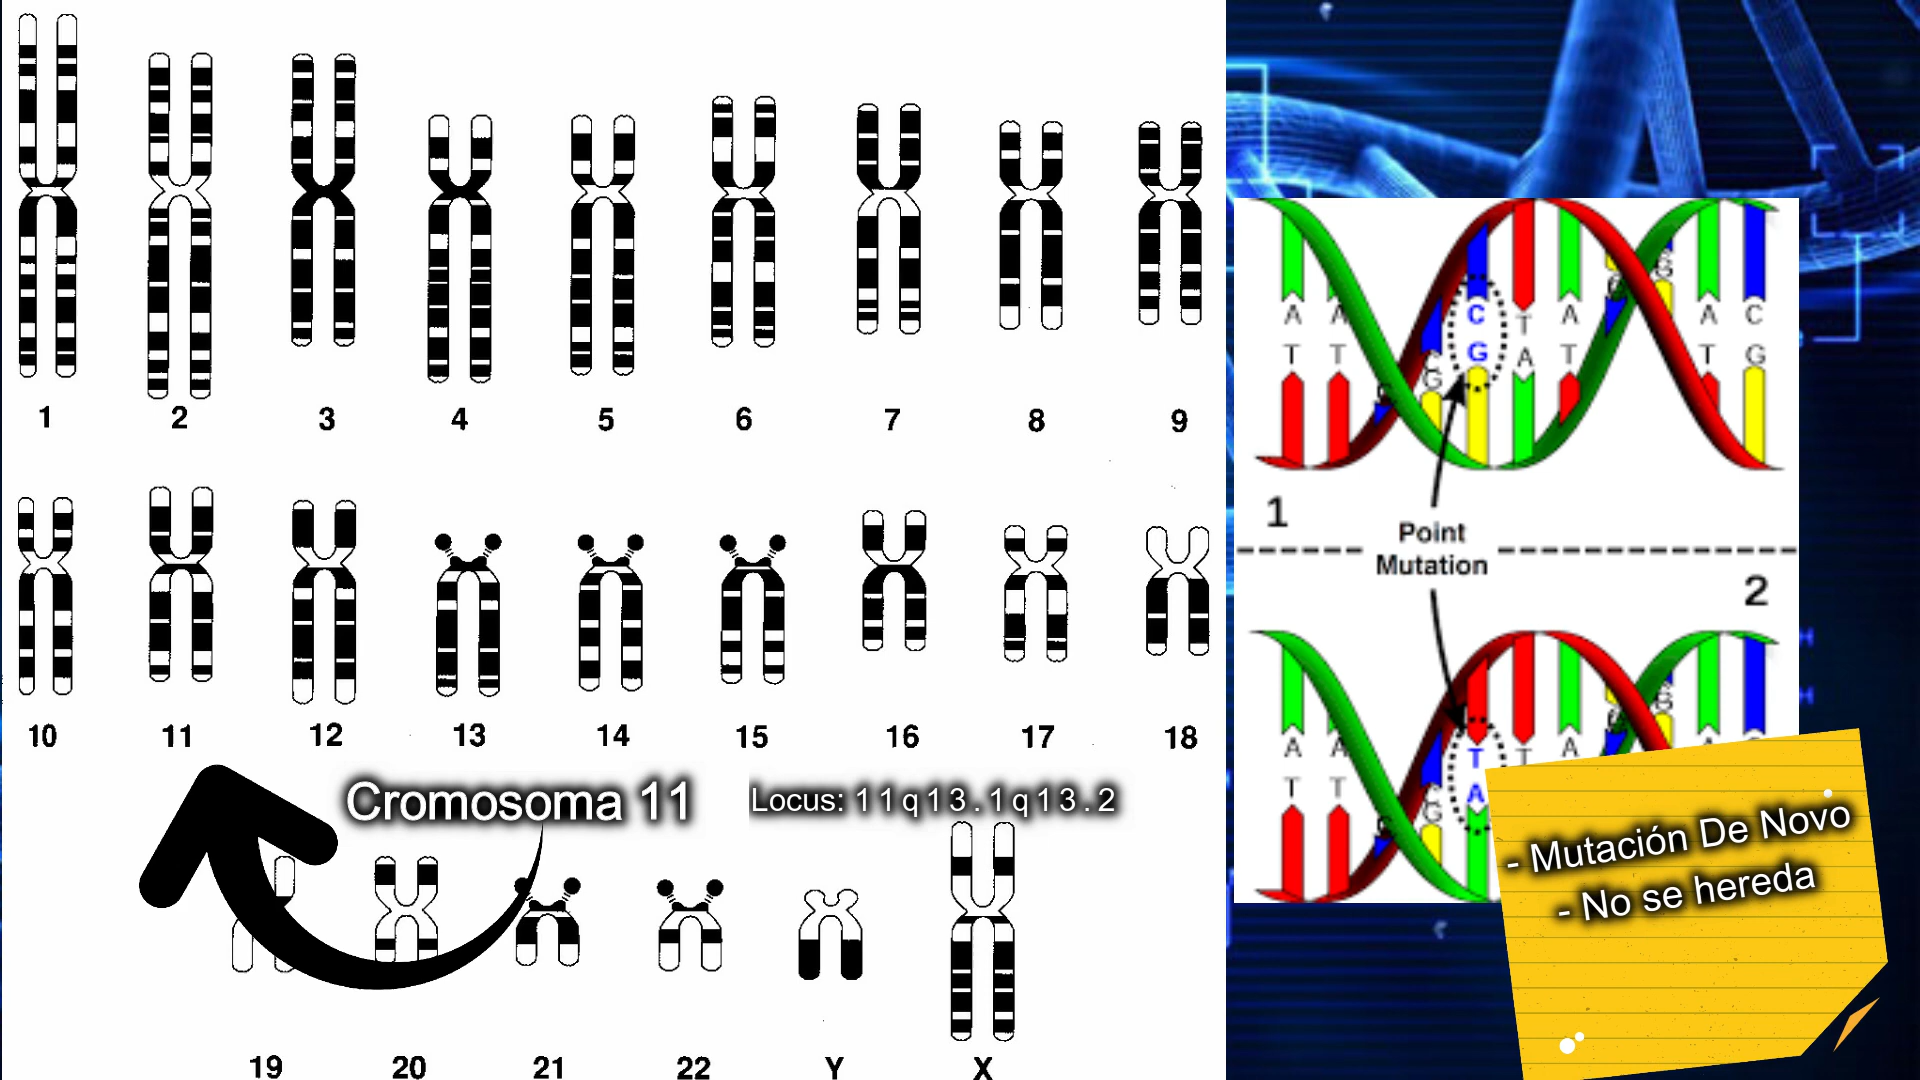 1 2 3 4 5 6 7 8 9
10 11 12 13 14 15 16 17 18
Cromosoma 11
Locus: 11q13.1q13.2
19 20 21 22 Y X
A A C T A G A C
T T G G A T T G
1
Point
Mutation
2
A A T T A G A
T T G A
- Mutación De Novo
- No se hereda